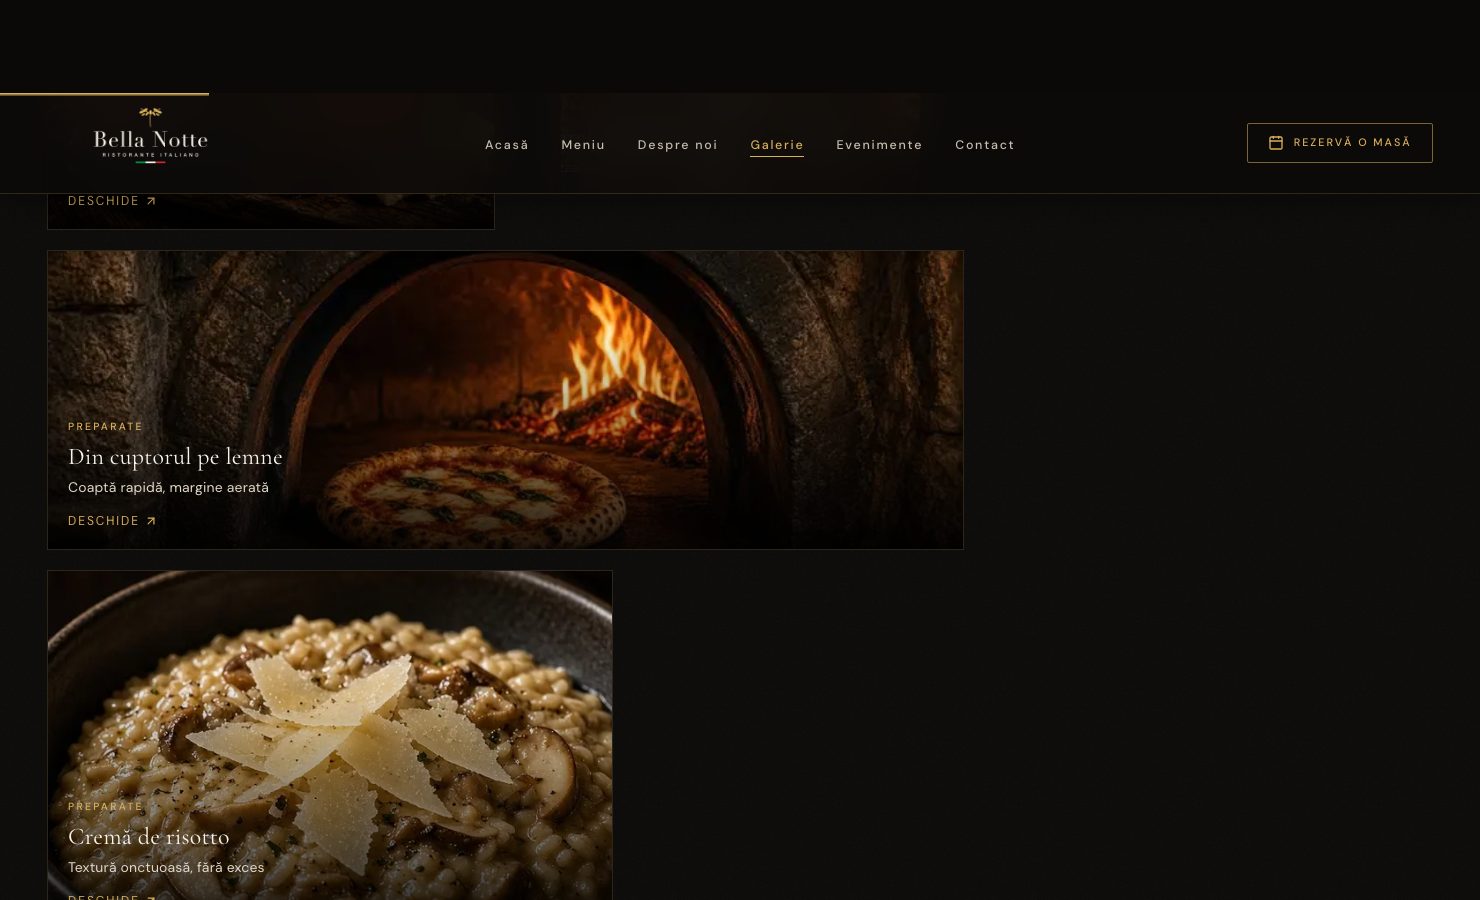 Bella Notte
RISTORANTE ITALIANO
Acasă
Meniu
Despre noi
Galerie
Evenimente
Contact
REZERVĂ O MASĂ
DESCHIDE
PREPARATE
Din cuptorul pe lemne
Coaptă rapidă, margine aerată
DESCHIDE
PREPARATE
Cremă de risotto
Textură onctuoasă, fără exces
DESCHIDE